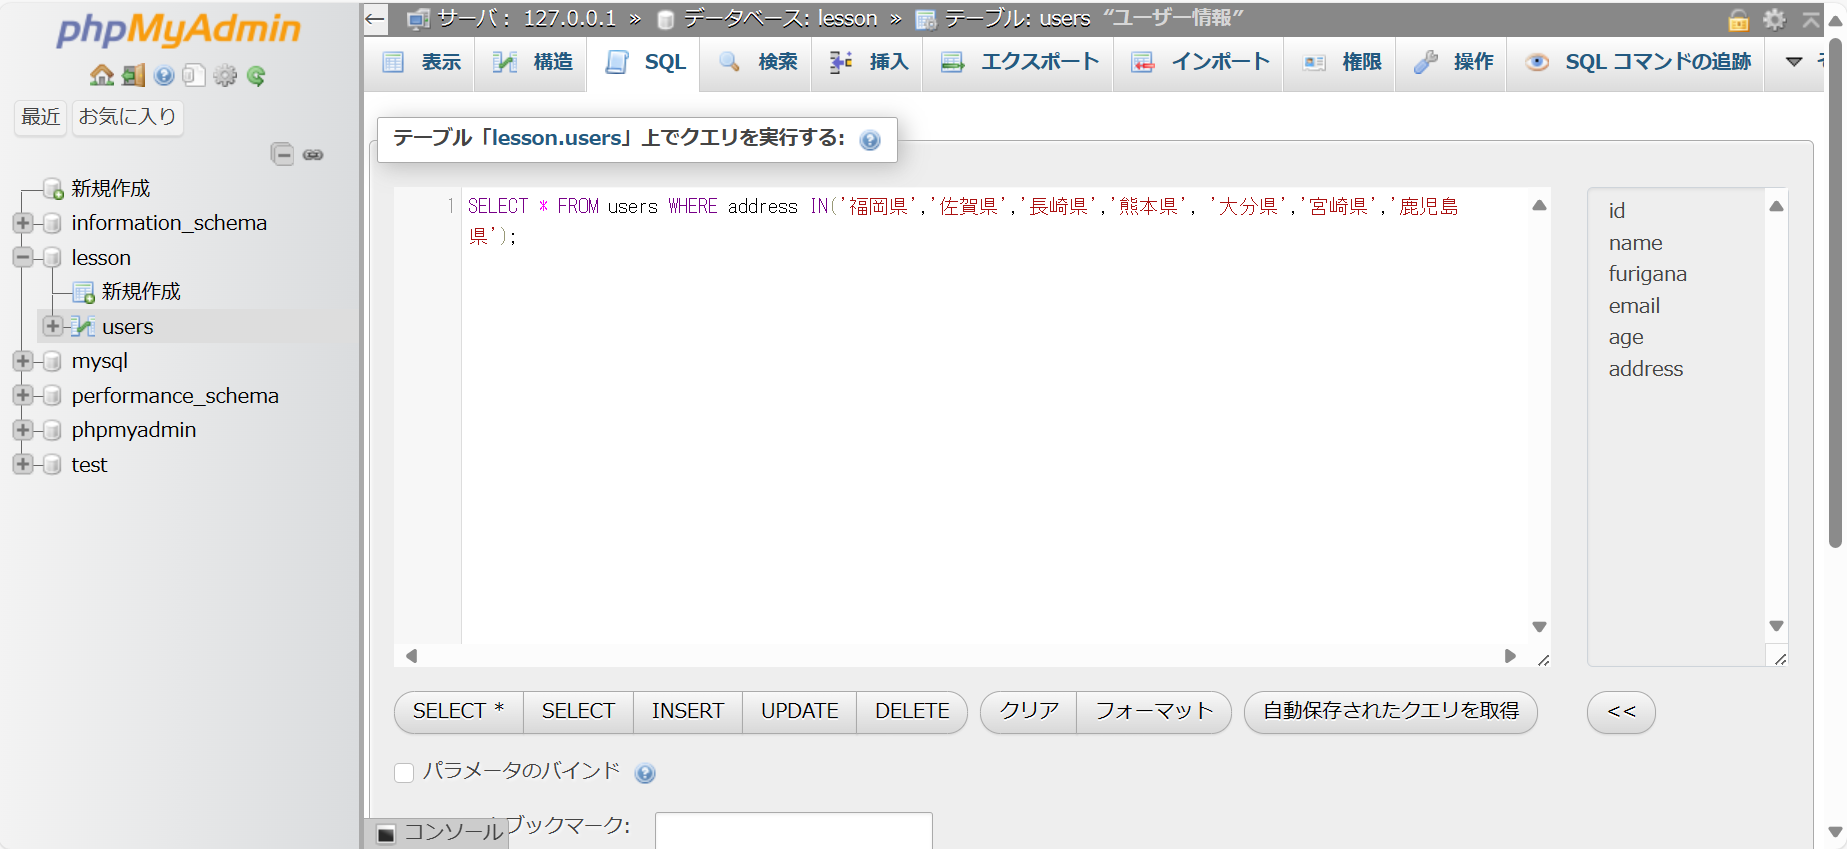 phpMyAdmin
最近 お気に入り
新規作成
information_schema
lesson
新規作成
users
mysql
performance_schema
phpmyadmin
test
サーバ: 127.0.0.1 » データベース: lesson » テーブル: users “ユーザー情報”
表示 構造 SQL 検索 挿入 エクスポート インポート 権限 操作 SQL コマンドの追跡
テーブル「lesson.users」上でクエリを実行する:
1 SELECT * FROM users WHERE address IN('福岡県','佐賀県','長崎県','熊本県', '大分県','宮崎県','鹿児島
県');
id
name
furigana
email
age
address
SELECT * SELECT INSERT UPDATE DELETE クリア フォーマット 自動保存されたクエリを取得 <<
パラメータのバインド
ブックマーク:
コンソール